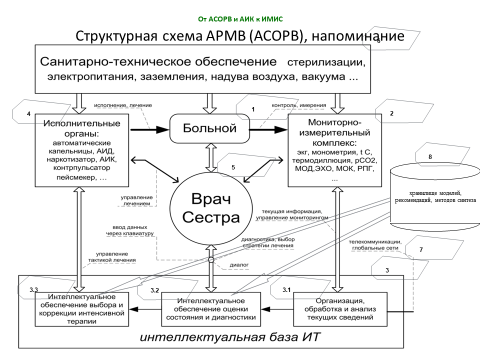 От АСОРВ и АИК к ИМИС
Структурная схема АРМВ (АСОРВ), напоминание
Санитарно-техническое обеспечение стерилизации,
электропитания, заземления, надува воздуха, вакуума ...
4
исполнение, лечение
1
контроль, измерения
2
Исполнительные
органы:
автоматические
капельницы, АИД,
наркотизатор, АИК,
контрпульсатор
пейсмекер, ...
Больной
Мониторно-
измерительный
комплекс:
экг, монометрия, t C,
термодиллюция, pCO2,
МОД,ЭХО, МОК, РПГ,
...
5
8
Врач
Сестра
хранилище моделей,
рекомендаций, методов синтеза
управление
лечением
ввод данных
через клавиатуру
текущая информация,
управление мониторингом
диагностика, выбор
стратегии лечения
телекоммуникации,
глобальные сети
7
управление
тактикой лечения
диалог
3
3.3
3.2
3.1
Интеллектуальное
обеспечение выбора и
коррекции интенсивной
терапии
Интеллектуальное
обеспечение оценки
состояния и диагностики
Организация,
обработка и анализ
текущих сведений
интеллектуальная база ИТ